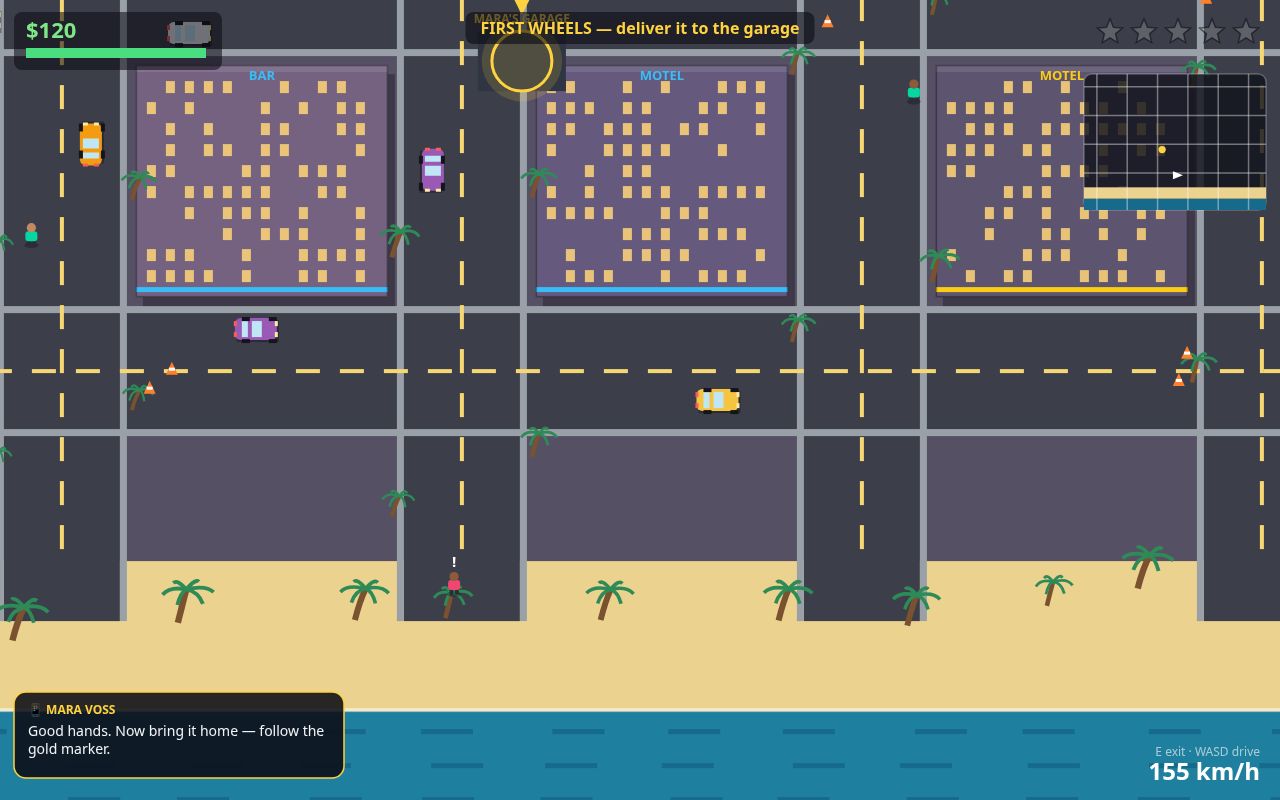 $120
MARA'S GARAGE
FIRST WHEELS — deliver it to the garage
BAR
MOTEL
MOTEL
!
MARA VOSS
Good hands. Now bring it home — follow the
gold marker.
E exit · WASD drive
155 km/h